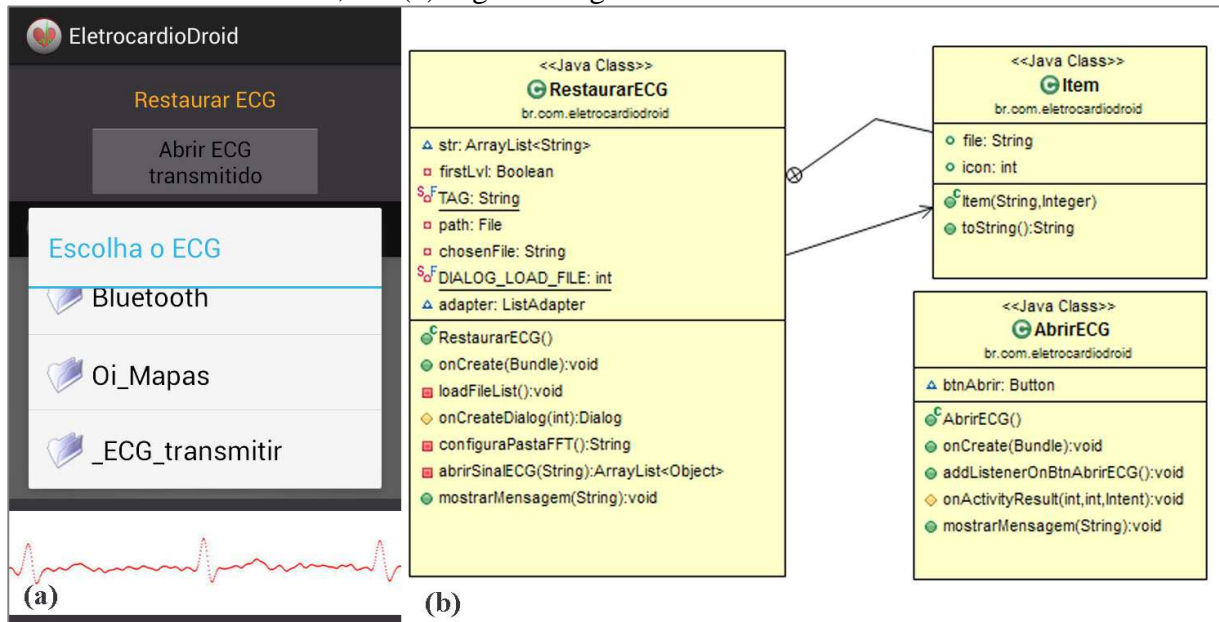 EletrocardioDroid
Restaurar ECG
Abrir ECG
transmitido
Escolha o ECG
Bluetooth
Oi_Mapas
_ECG_transmitir
(a)
<<Java Class>>
RestaurarECG
br.com.eletrocardiodroid
str: ArrayList<String>
firstLvl: Boolean
S F TAG: String
path: File
chosenFile: String
S F DIALOG_LOAD_FILE: int
adapter: ListAdapter
C RestaurarECG()
onCreate(Bundle):void
loadFileList():void
onCreateDialog(int):Dialog
configuraPastaFFT():String
abrirSinalECG(String):ArrayList<Object>
mostrarMensagem(String):void
<<Java Class>>
Item
br.com.eletrocardiodroid
file: String
icon: int
C Item(String,Integer)
toString():String
<<Java Class>>
AbrirECG
br.com.eletrocardiodroid
btnAbrir: Button
C AbrirECG()
onCreate(Bundle):void
addListenerOnBtnAbrirECG():void
onActivityResult(int,int,Intent):void
mostrarMensagem(String):void
(b)